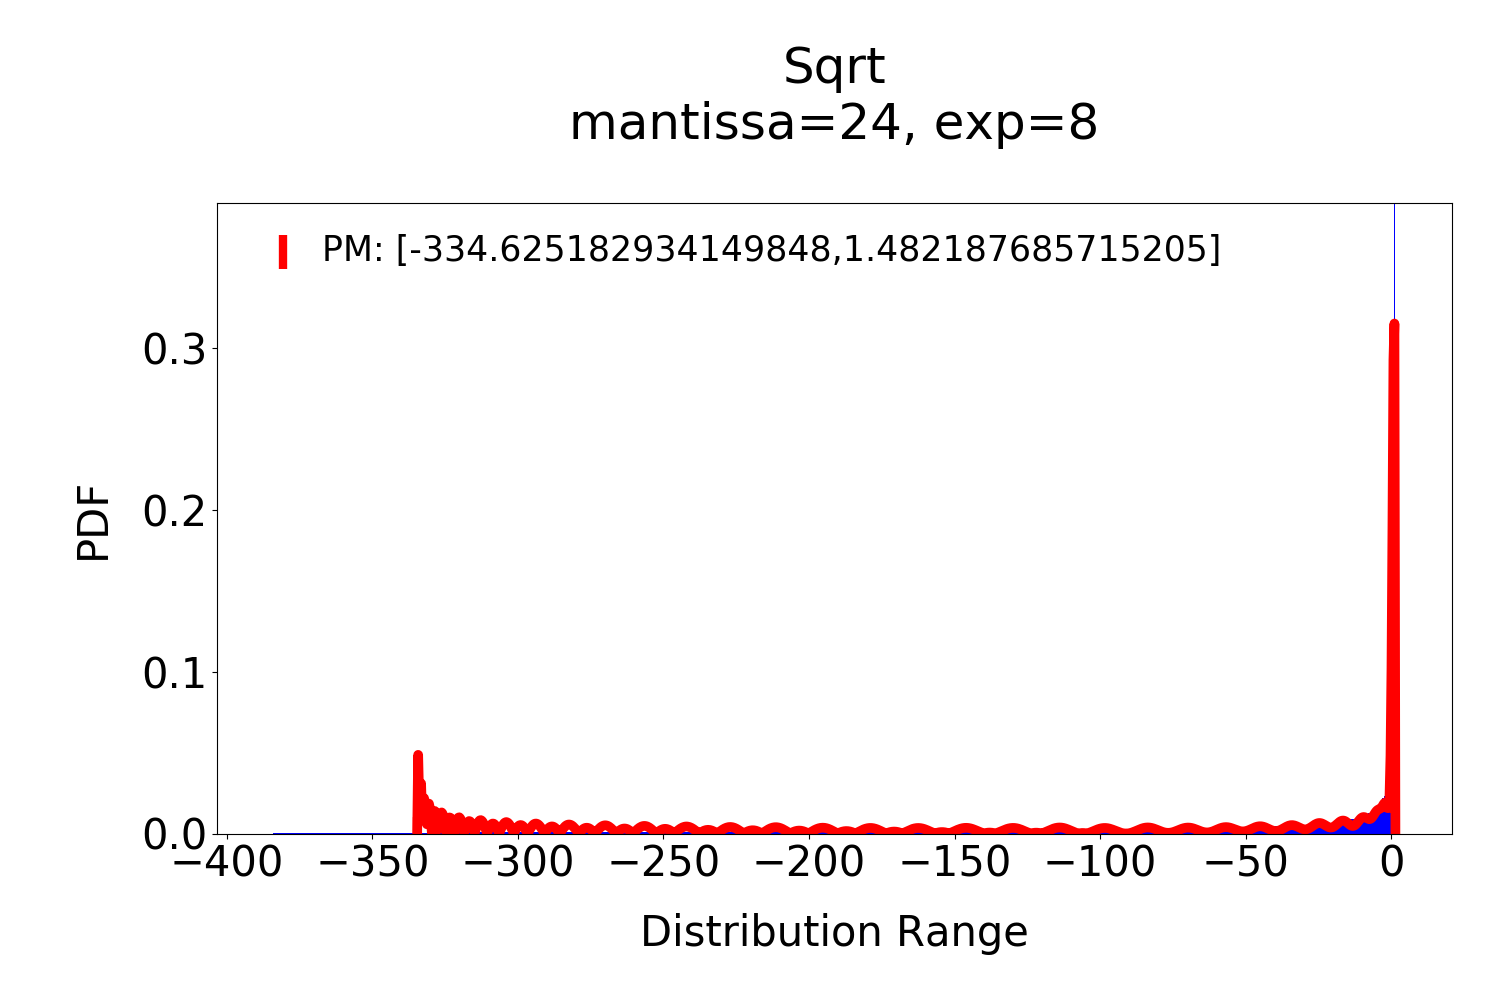 Sqrt
mantissa=24, exp=8
PM: [-334.625182934149848,1.482187685715205]
PDF
0.3
0.2
0.1
0.0
−400 −350 −300 −250 −200 −150 −100 −50 0
Distribution Range